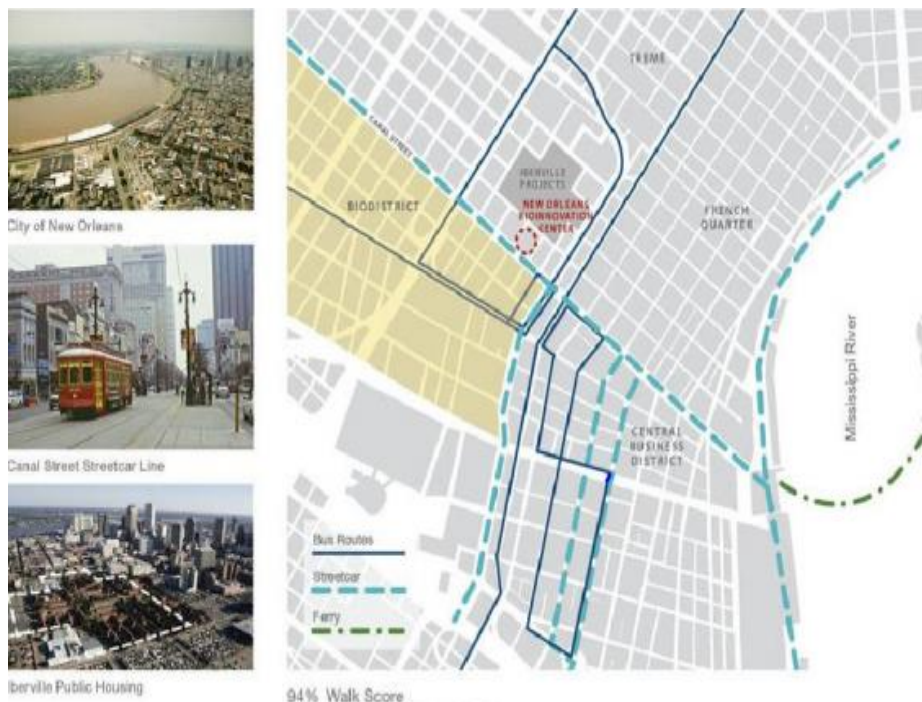 City of New Orleans
Canal Street Streetcar Line
Iberville Public Housing
TREME
CANAL STREET
IBERVILLE
PROJECTS
BIODISTRICT
NEW ORLEANS
BIOINNOVATION
CENTER
FRENCH
QUARTER
Mississippi River
CENTRAL
BUSINESS
DISTRICT
Bus Routes
Streetcar
Ferry
94% Walk Score